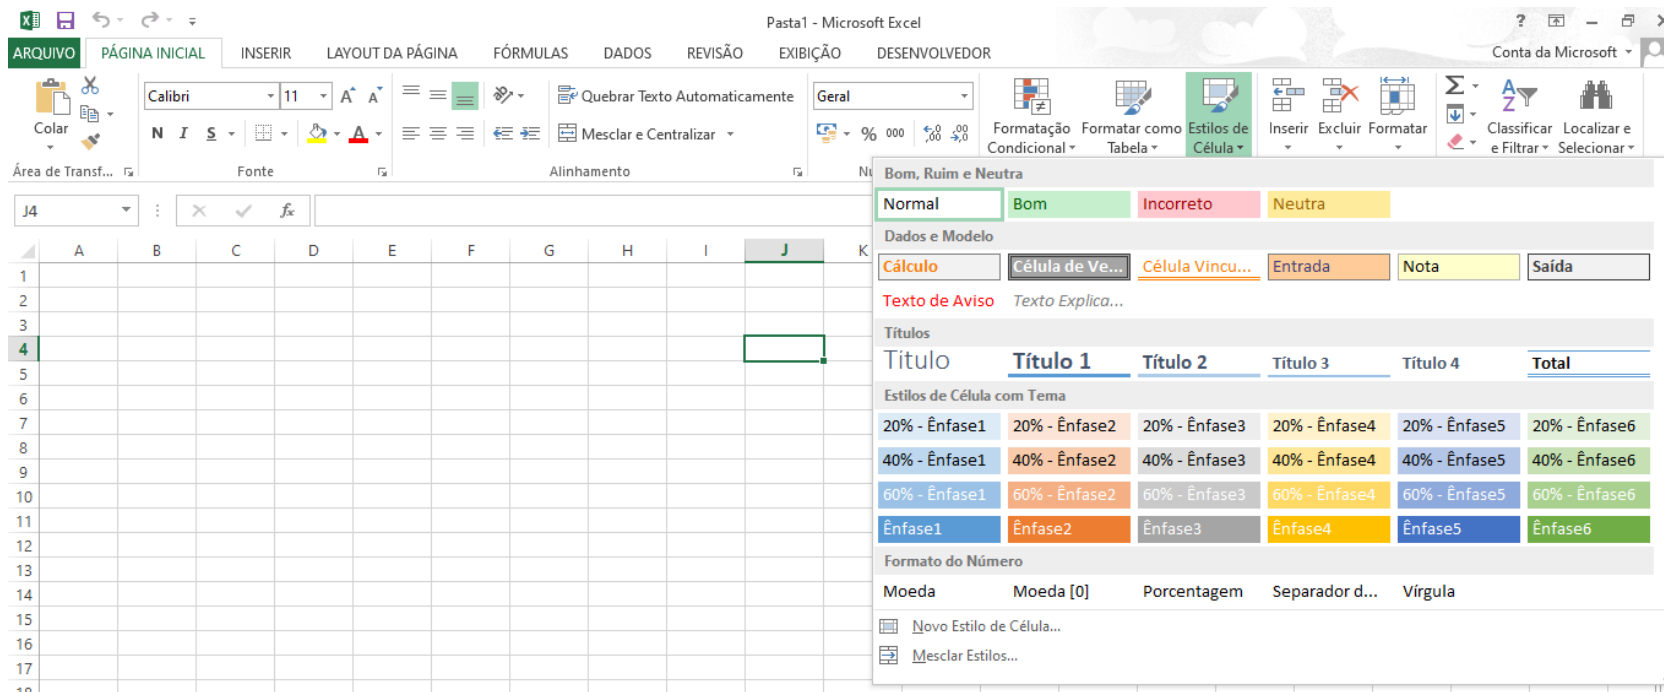 Pasta1 - Microsoft Excel
?
ARQUIVO PÁGINA INICIAL INSERIR LAYOUT DA PÁGINA FÓRMULAS DADOS REVISÃO EXIBIÇÃO DESENVOLVEDOR Conta da Microsoft
Colar
Calibri 11 A A
N I S A
Quebrar Texto Automaticamente
Mesclar e Centralizar
Geral
% 000
Formatação Condicional
Formatar como Tabela
Estilos de Célula
Inserir Excluir Formatar
Classificar e Filtrar
Localizar e Selecionar
Área de Transf... Fonte Alinhamento
J4 fx
A B C D E F G H I J K
1
2
3
4
5
6
7
8
9
10
11
12
13
14
15
16
17
18
Bom, Ruim e Neutra
Normal Bom Incorreto Neutra
Dados e Modelo
Cálculo Célula de Ve... Célula Vincu... Entrada Nota Saída
Texto de Aviso Texto Explica...
Títulos
Título Título 1 Título 2 Título 3 Título 4 Total
Estilos de Célula com Tema
20% - Ênfase1 20% - Ênfase2 20% - Ênfase3 20% - Ênfase4 20% - Ênfase5 20% - Ênfase6
40% - Ênfase1 40% - Ênfase2 40% - Ênfase3 40% - Ênfase4 40% - Ênfase5 40% - Ênfase6
60% - Ênfase1 60% - Ênfase2 60% - Ênfase3 60% - Ênfase4 60% - Ênfase5 60% - Ênfase6
Ênfase1 Ênfase2 Ênfase3 Ênfase4 Ênfase5 Ênfase6
Formato do Número
Moeda Moeda [0] Porcentagem Separador d... Vírgula
Novo Estilo de Célula...
Mesclar Estilos...